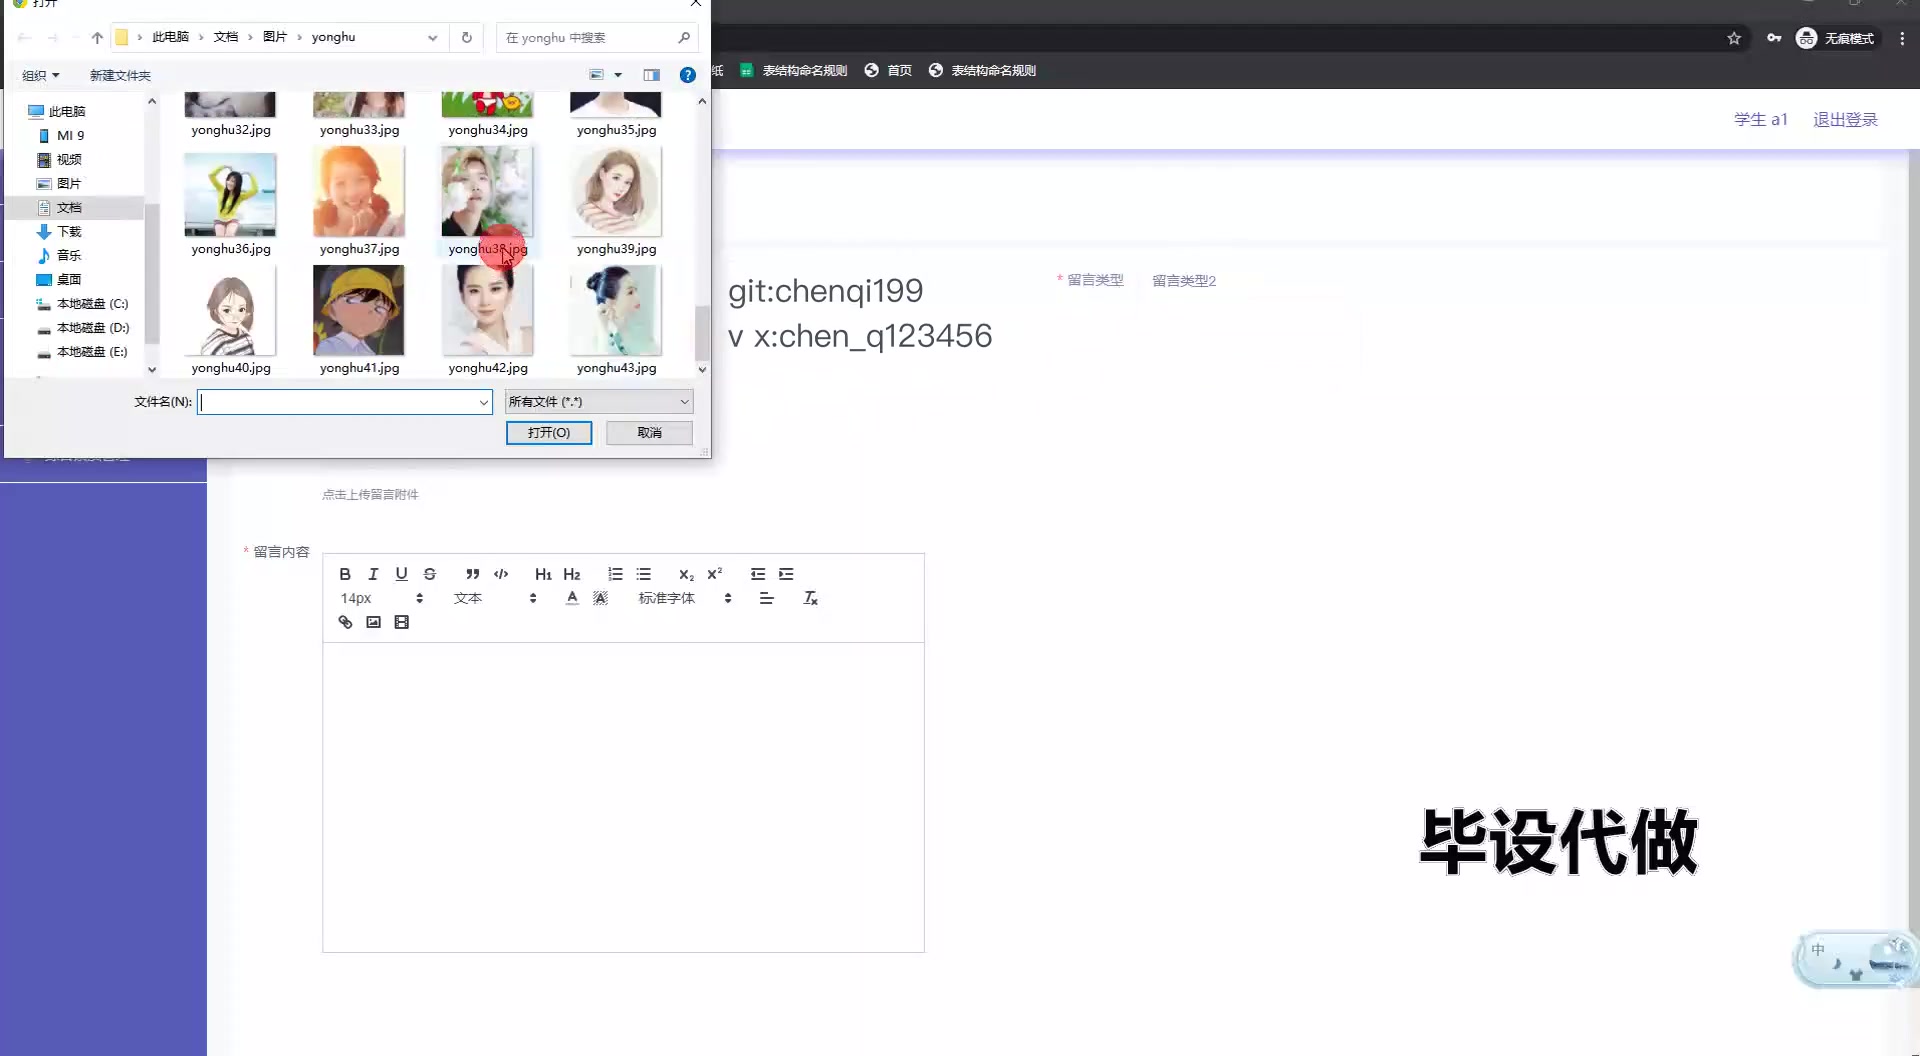 打开
此电脑 › 文档 › 图片 › yonghu
在 yonghu 中搜索
无痕模式
组织
新建文件夹
纸
表结构命名规则
首页
表结构命名规则
学生 a1
退出登录
此电脑
MI 9
视频
图片
文档
下载
音乐
桌面
本地磁盘 (C:)
本地磁盘 (D:)
本地磁盘 (E:)
yonghu32.jpg
yonghu33.jpg
yonghu34.jpg
yonghu35.jpg
yonghu36.jpg
yonghu37.jpg
yonghu38.jpg
yonghu39.jpg
yonghu40.jpg
yonghu41.jpg
yonghu42.jpg
yonghu43.jpg
文件名(N):
所有文件 (*.*)
打开(O)
取消
git:chenqi199
v x:chen_q123456
* 留言类型
留言类型2
点击上传留言附件
* 留言内容
B I U S H1 H2 x₂ x²
14px
文本
A
A
标准字体
毕设代做
中